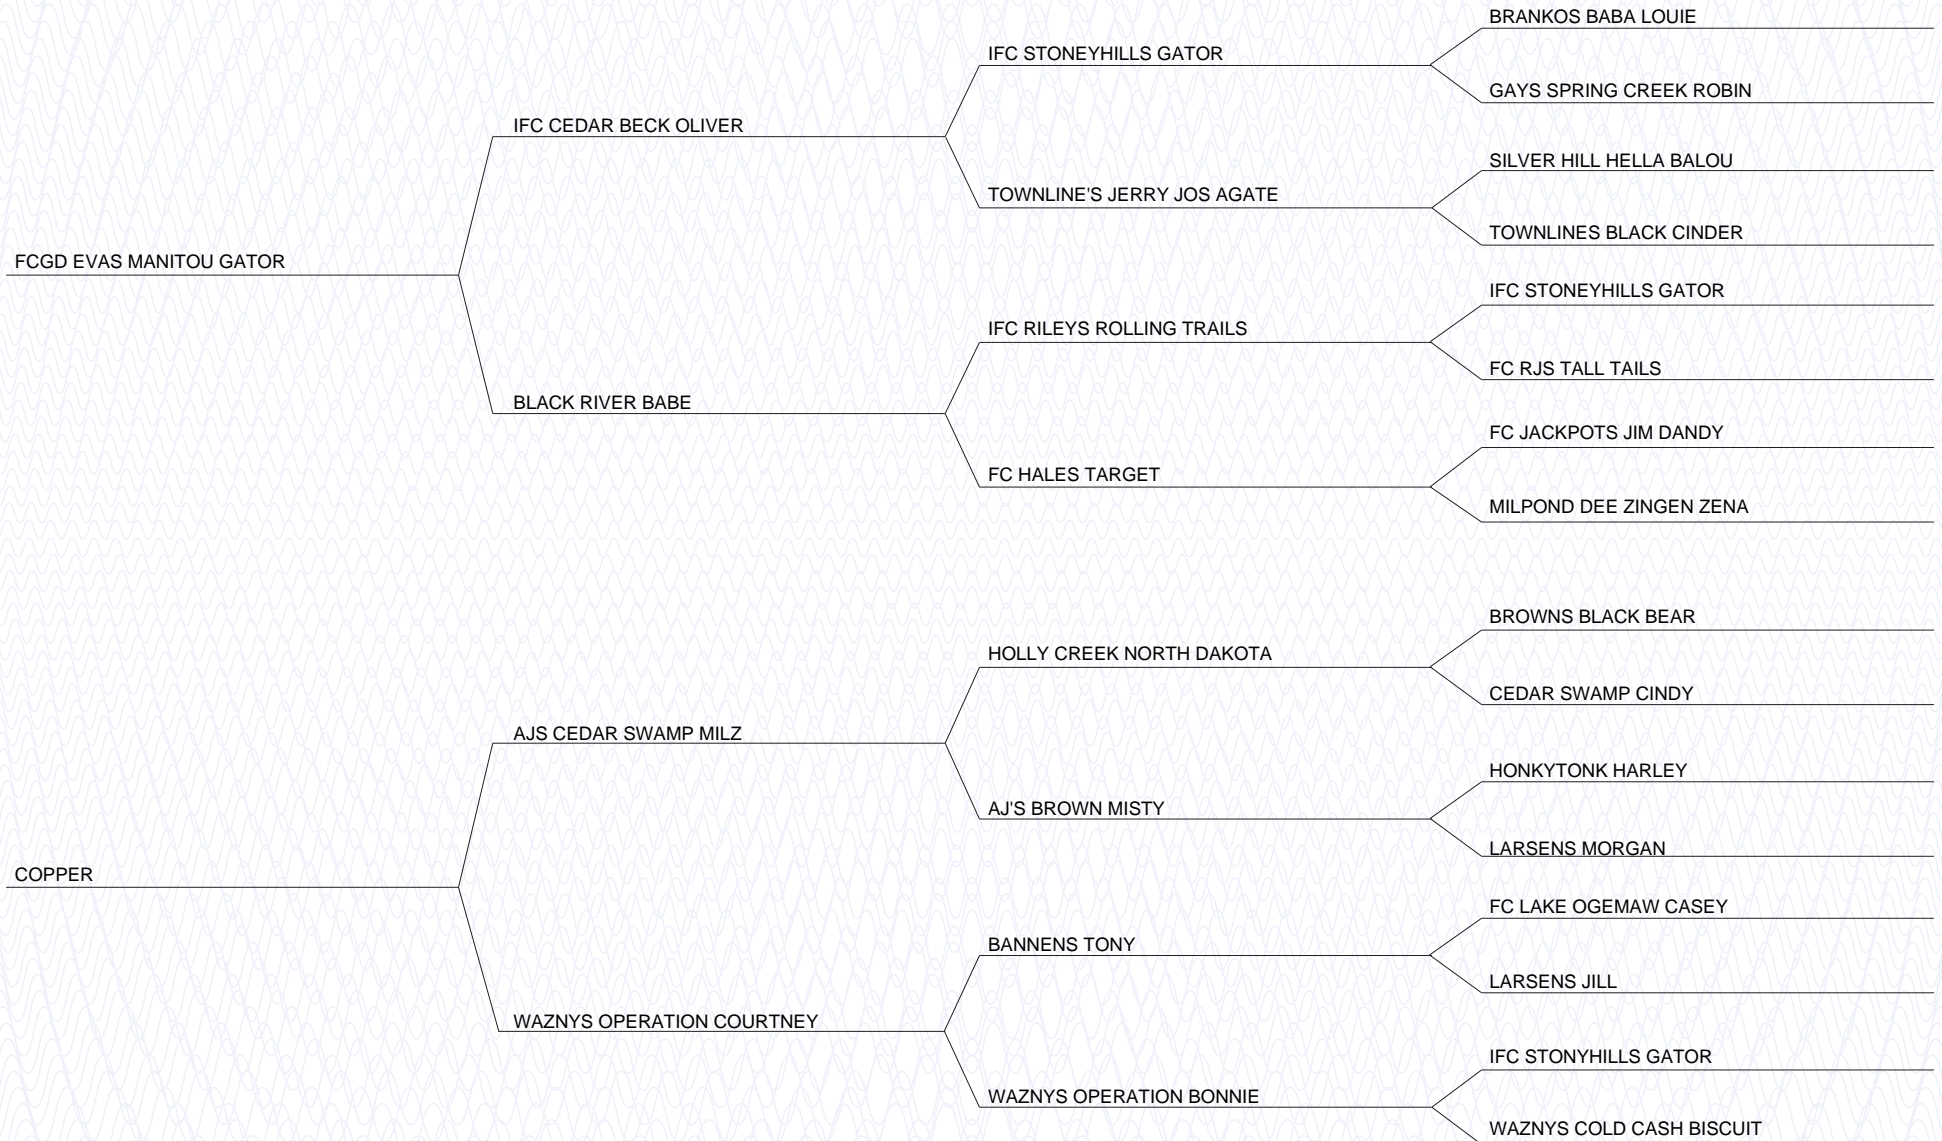 BRANKOS BABA LOUIE
IFC STONEYHILLS GATOR
GAYS SPRING CREEK ROBIN
IFC CEDAR BECK OLIVER
SILVER HILL HELLA BALOU
TOWNLINE'S JERRY JOS AGATE
TOWNLINES BLACK CINDER
FCGD EVAS MANITOU GATOR
IFC STONEYHILLS GATOR
IFC RILEYS ROLLING TRAILS
FC RJS TALL TAILS
BLACK RIVER BABE
FC JACKPOTS JIM DANDY
FC HALES TARGET
MILPOND DEE ZINGEN ZENA
BROWNS BLACK BEAR
HOLLY CREEK NORTH DAKOTA
CEDAR SWAMP CINDY
AJS CEDAR SWAMP MILZ
HONKYTONK HARLEY
AJ'S BROWN MISTY
LARSENS MORGAN
COPPER
FC LAKE OGEMAW CASEY
BANNENS TONY
LARSENS JILL
WAZNYS OPERATION COURTNEY
IFC STONYHILLS GATOR
WAZNYS OPERATION BONNIE
WAZNYS COLD CASH BISCUIT